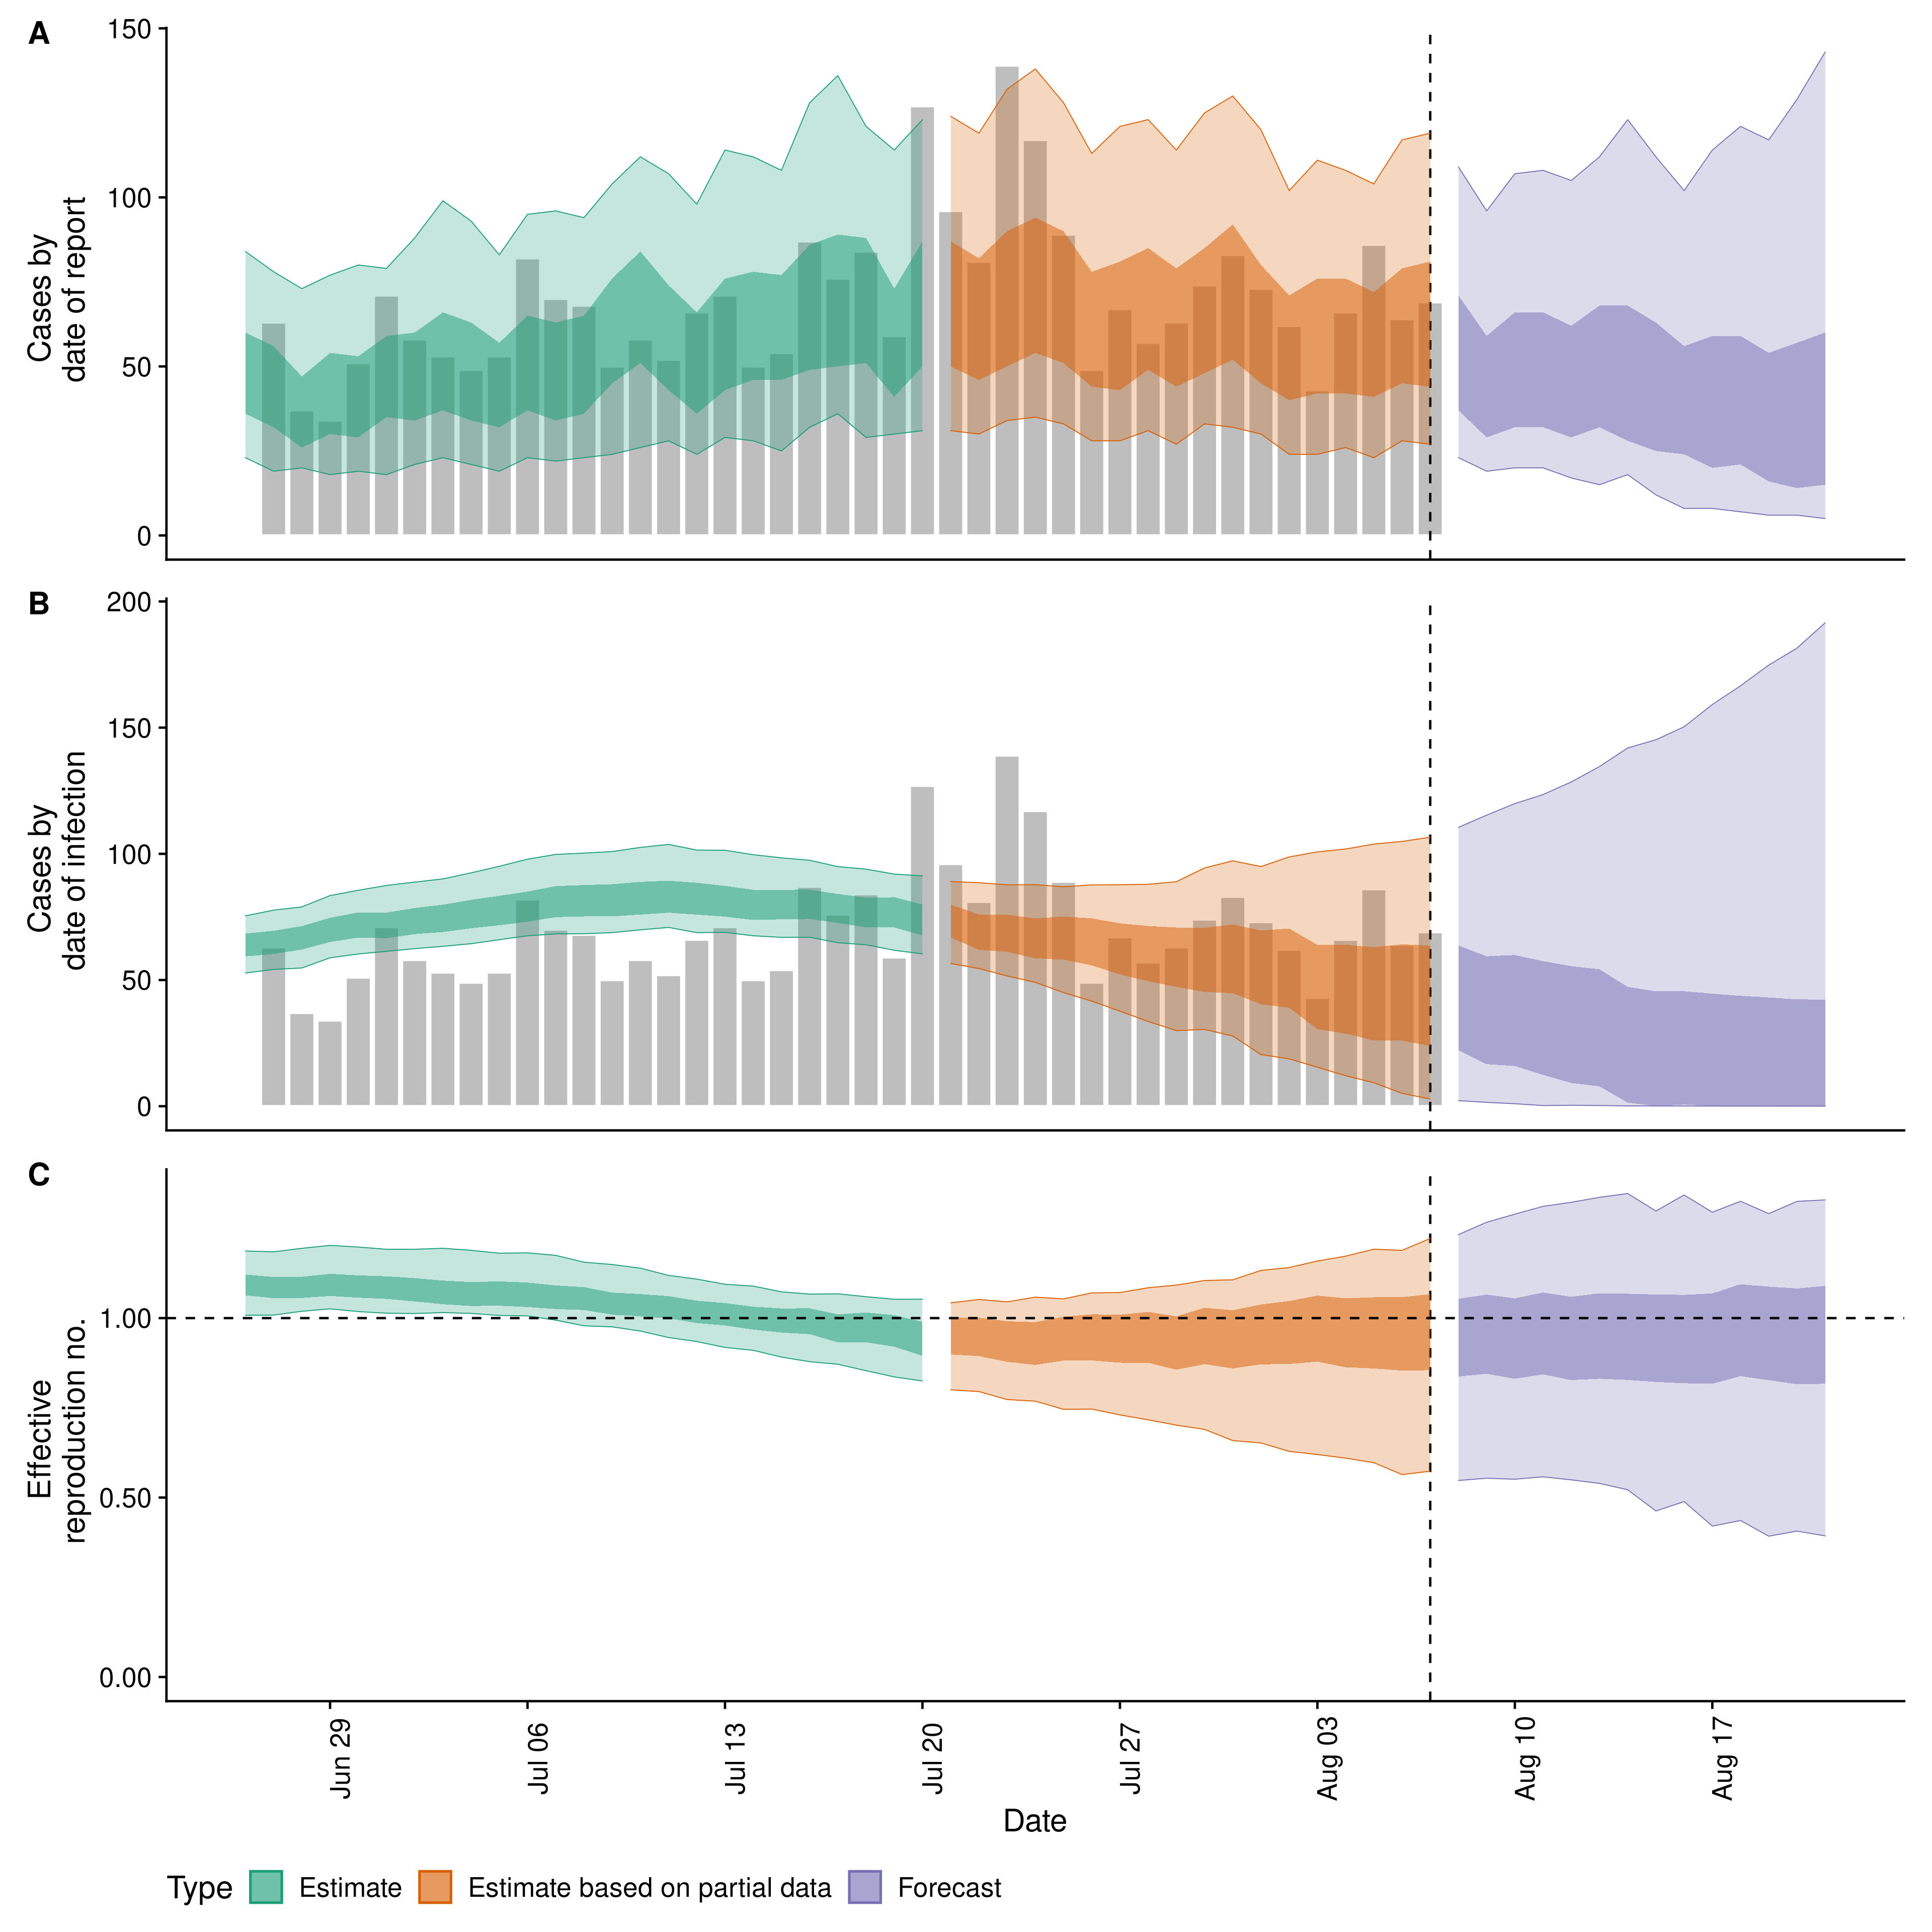 A
150
100
50
0
Cases by
date of report
B
200
150
100
50
0
Cases by
date of infection
C
1.00
0.50
0.00
Effective
reproduction no.
Jun 29
Jul 06
Jul 13
Jul 20
Jul 27
Aug 03
Aug 10
Aug 17
Date
Type Estimate Estimate based on partial data Forecast